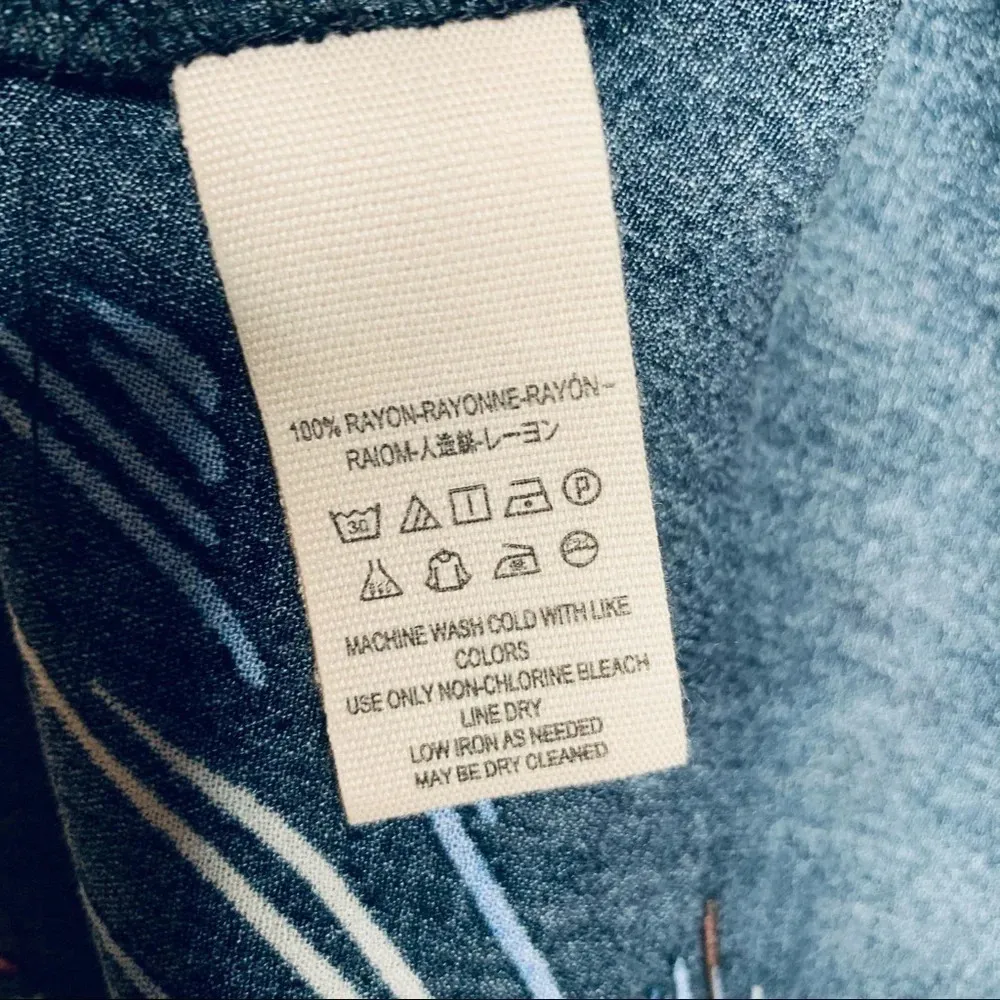 100% RAYON-RAYONNE-RAYÓN-
RAIOM-人造絲-レーヨン
30 P
MACHINE WASH COLD WITH LIKE
COLORS
USE ONLY NON-CHLORINE BLEACH
LINE DRY
LOW IRON AS NEEDED
MAY BE DRY CLEANED